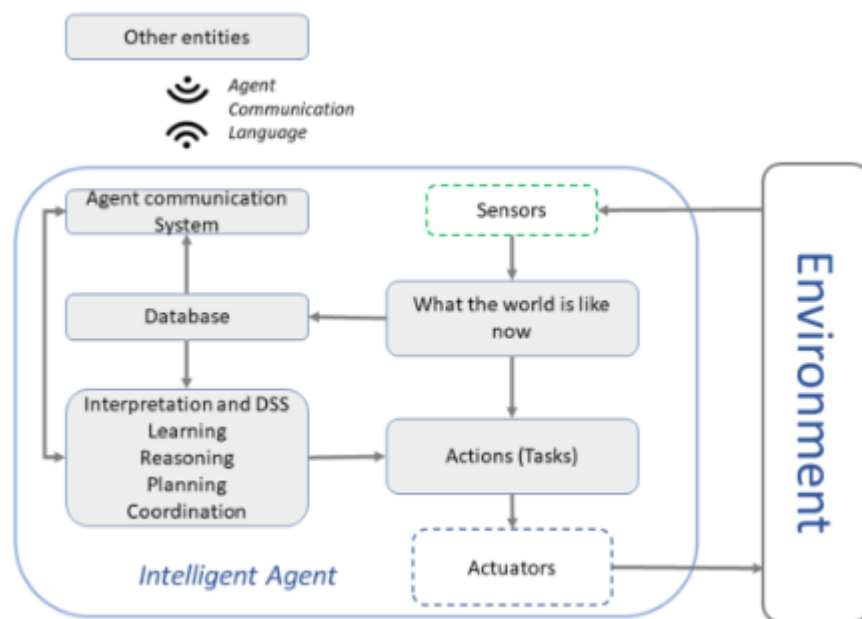 Other entities
Agent
Communication
Language
Agent communication
System
Sensors
Database
What the world is like
now
Interpretation and DSS
Learning
Reasoning
Planning
Coordination
Actions (Tasks)
Actuators
Intelligent Agent
Environment